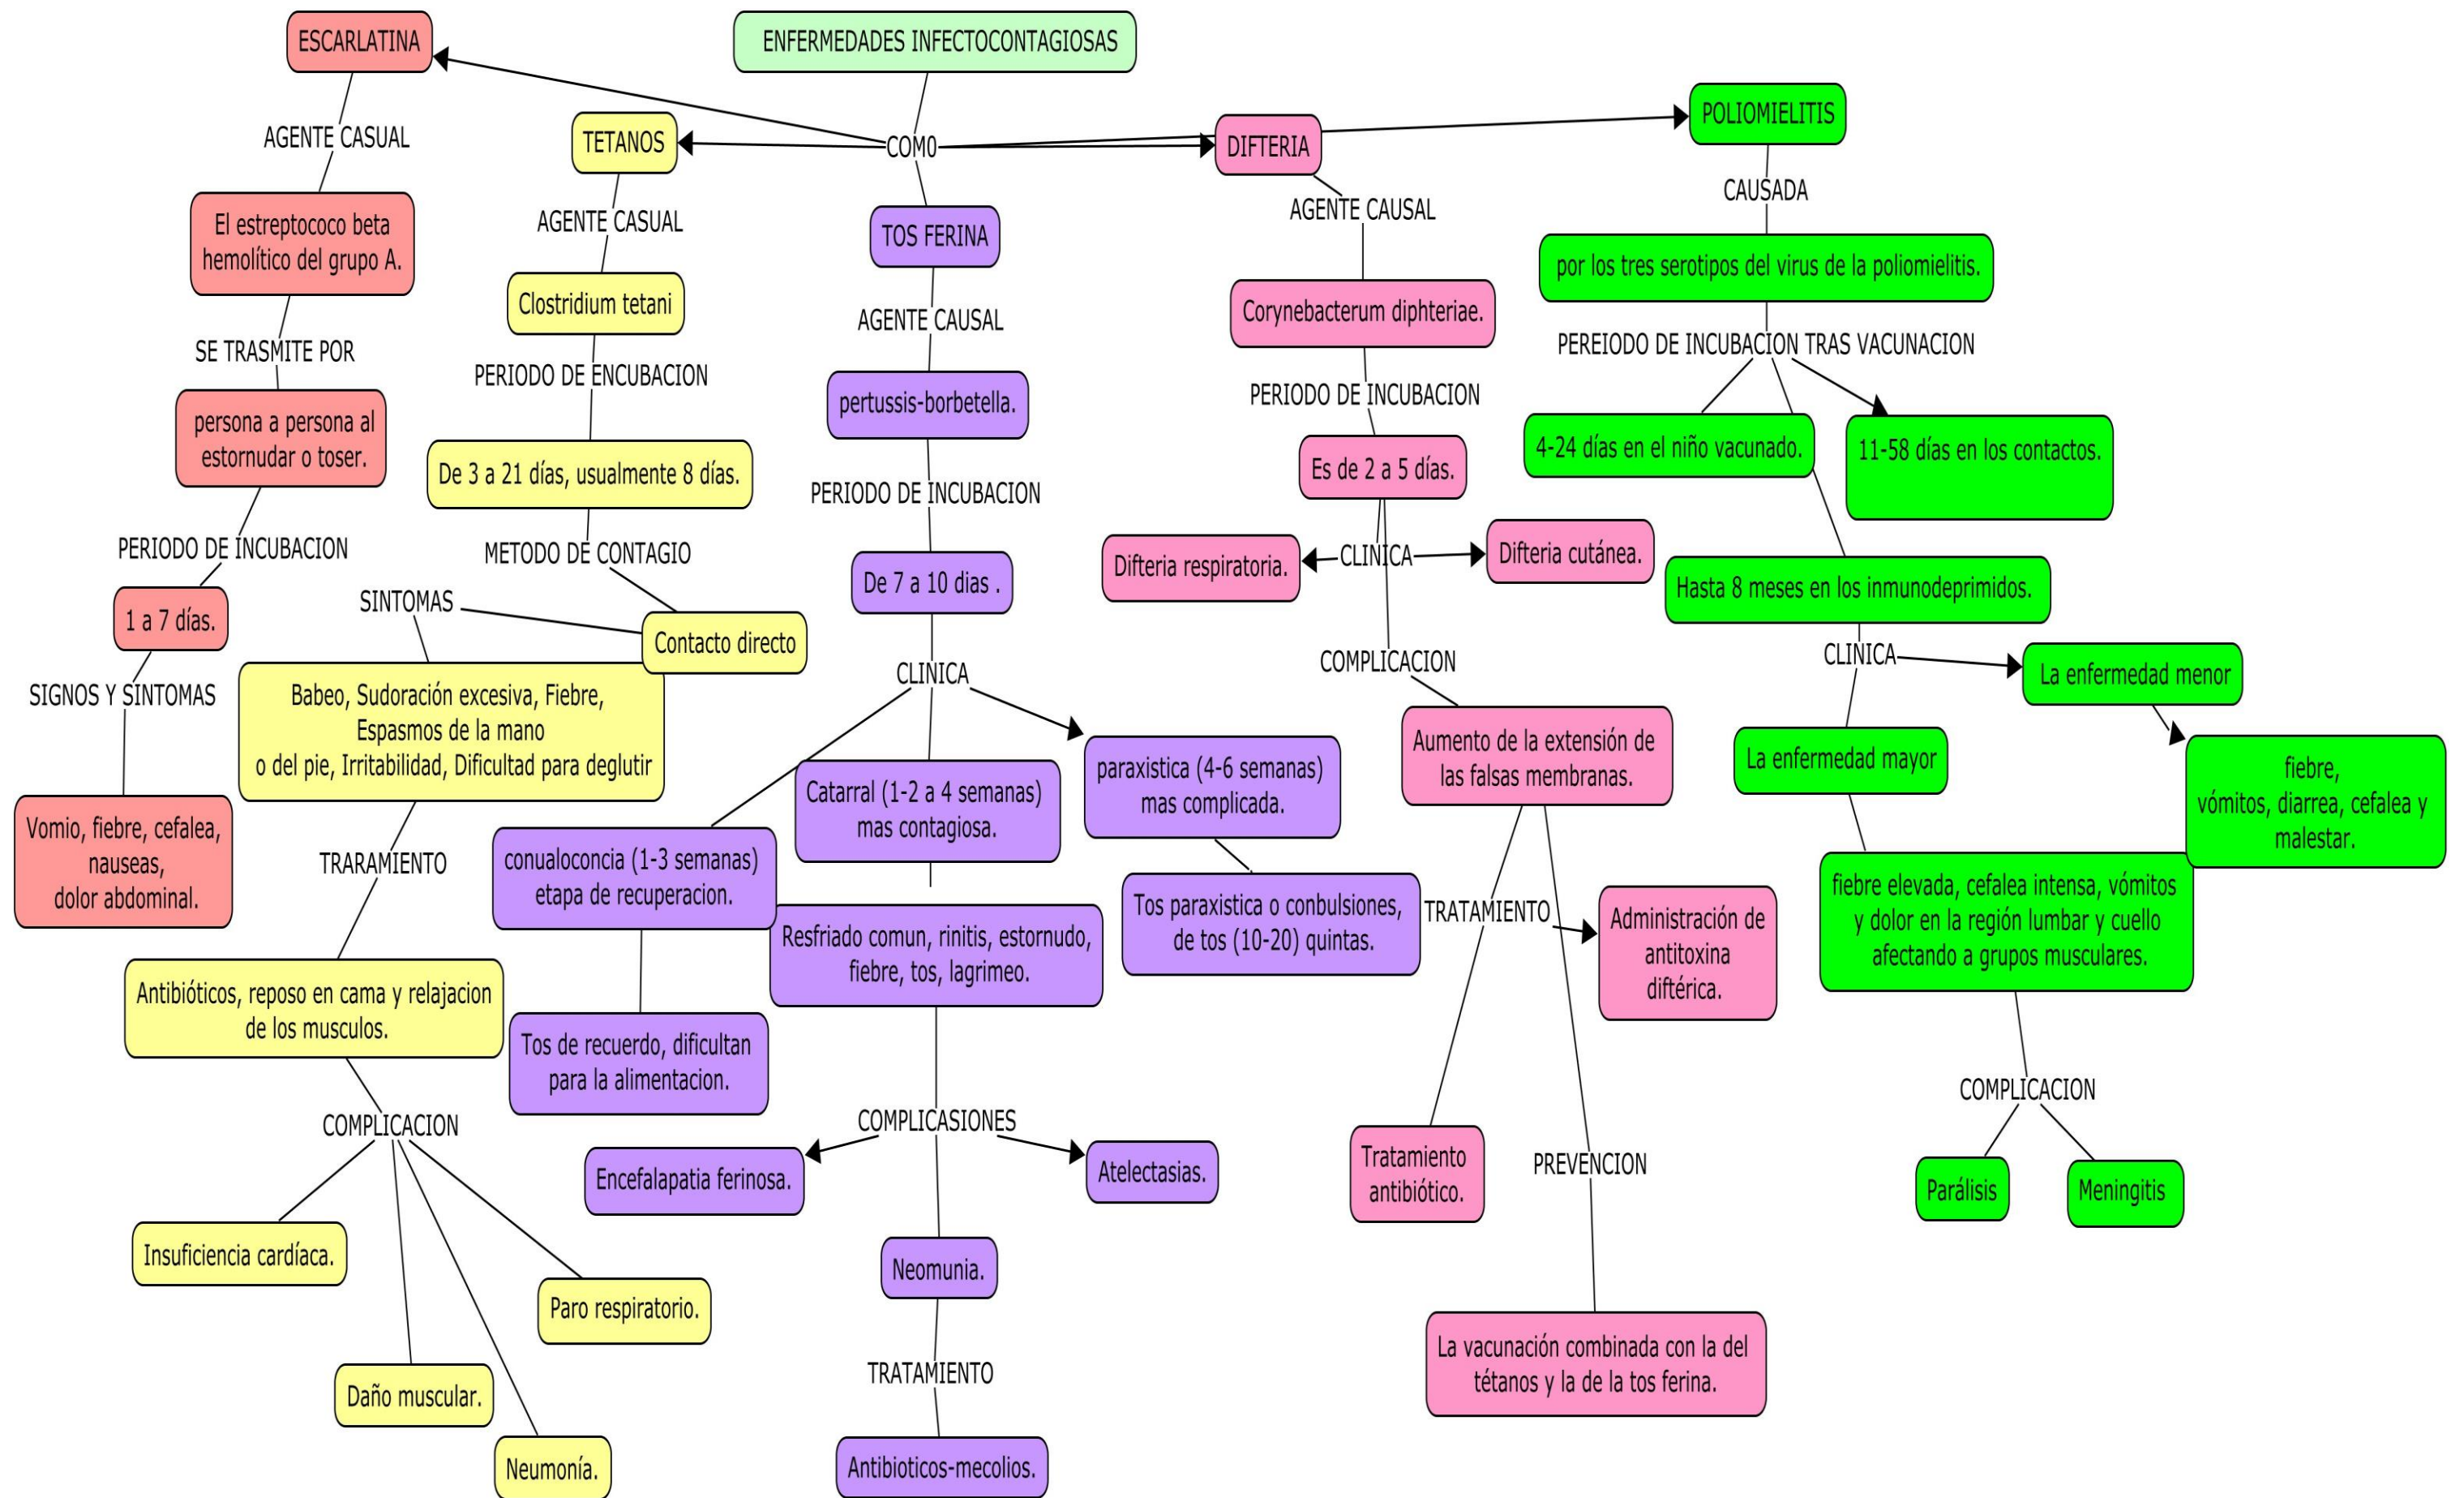 ENFERMEDADES INFECTOCONTAGIOSAS
COM0
ESCARLATINA
AGENTE CASUAL
El estreptococo beta
hemolítico del grupo A.
SE TRASMITE POR
persona a persona al
estornudar o toser.
PERIODO DE INCUBACION
1 a 7 días.
SIGNOS Y SINTOMAS
Vomio, fiebre, cefalea,
nauseas,
dolor abdominal.
TETANOS
AGENTE CASUAL
Clostridium tetani
PERIODO DE ENCUBACION
De 3 a 21 días, usualmente 8 días.
METODO DE CONTAGIO
Contacto directo
SINTOMAS
Babeo, Sudoración excesiva, Fiebre,
Espasmos de la mano
o del pie, Irritabilidad, Dificultad para deglutir
TRARAMIENTO
Antibióticos, reposo en cama y relajacion
de los musculos.
COMPLICACION
Insuficiencia cardíaca.
Daño muscular.
Neumonía.
Paro respiratorio.
TOS FERINA
AGENTE CAUSAL
pertussis-borbetella.
PERIODO DE INCUBACION
De 7 a 10 dias .
CLINICA
conualoconcia (1-3 semanas)
etapa de recuperacion.
Tos de recuerdo, dificultan
para la alimentacion.
Catarral (1-2 a 4 semanas)
mas contagiosa.
Resfriado comun, rinitis, estornudo,
fiebre, tos, lagrimeo.
paraxistica (4-6 semanas)
mas complicada.
Tos paraxistica o conbulsiones,
de tos (10-20) quintas.
COMPLICASIONES
Encefalapatia ferinosa.
Neomunia.
Atelectasias.
TRATAMIENTO
Antibioticos-mecolios.
DIFTERIA
AGENTE CAUSAL
Corynebacterum diphteriae.
PERIODO DE INCUBACION
Es de 2 a 5 días.
CLINICA
Difteria respiratoria.
Difteria cutánea.
COMPLICACION
Aumento de la extensión de
las falsas membranas.
TRATAMIENTO
Administración de
antitoxina
diftérica.
Tratamiento
antibiótico.
PREVENCION
La vacunación combinada con la del
tétanos y la de la tos ferina.
POLIOMIELITIS
CAUSADA
por los tres serotipos del virus de la poliomielitis.
PEREIODO DE INCUBACION TRAS VACUNACION
4-24 días en el niño vacunado.
11-58 días en los contactos.
Hasta 8 meses en los inmunodeprimidos.
CLINICA
La enfermedad menor
fiebre,
vómitos, diarrea, cefalea y
malestar.
La enfermedad mayor
fiebre elevada, cefalea intensa, vómitos
y dolor en la región lumbar y cuello
afectando a grupos musculares.
COMPLICACION
Parálisis
Meningitis